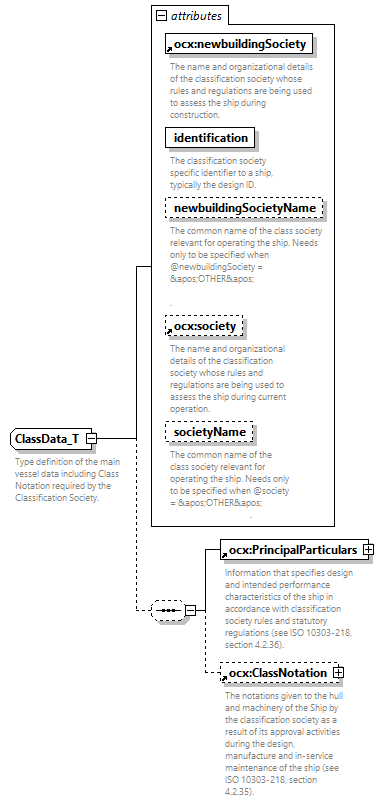 attributes
ocx:newbuildingSociety
The name and organizational details
of the classification society whose
rules and regulations are being used
to assess the ship during
construction.
identification
The classification society
specific identifier to a ship,
typically the design ID.
newbuildingSocietyName
The common name of the class society
relevant for operating the ship. Needs
only to be specified when
@newbuildingSociety =
&apos;OTHER&apos;
.
ocx:society
The name and organizational
details of the classification
society whose rules and
regulations are being used to
assess the ship during current
operation.
societyName
The common name of the
class society relevant for
operating the ship. Needs only
to be specified when @society
= &apos;OTHER&apos;
.
ClassData_T
Type definition of the main
vessel data including Class
Notation required by the
Classification Society.
ocx:PrincipalParticulars
Information that specifies design
and intended performance
characteristics of the ship in
accordance with classification
society rules and statutory
regulations (see ISO 10303-218,
section 4.2.36).
ocx:ClassNotation
The notations given to the hull
and machinery of the Ship by
the classification society as a
result of its approval activities
during the design,
manufacture and in-service
maintenance of the ship (see
ISO 10303-218, section
4.2.35).